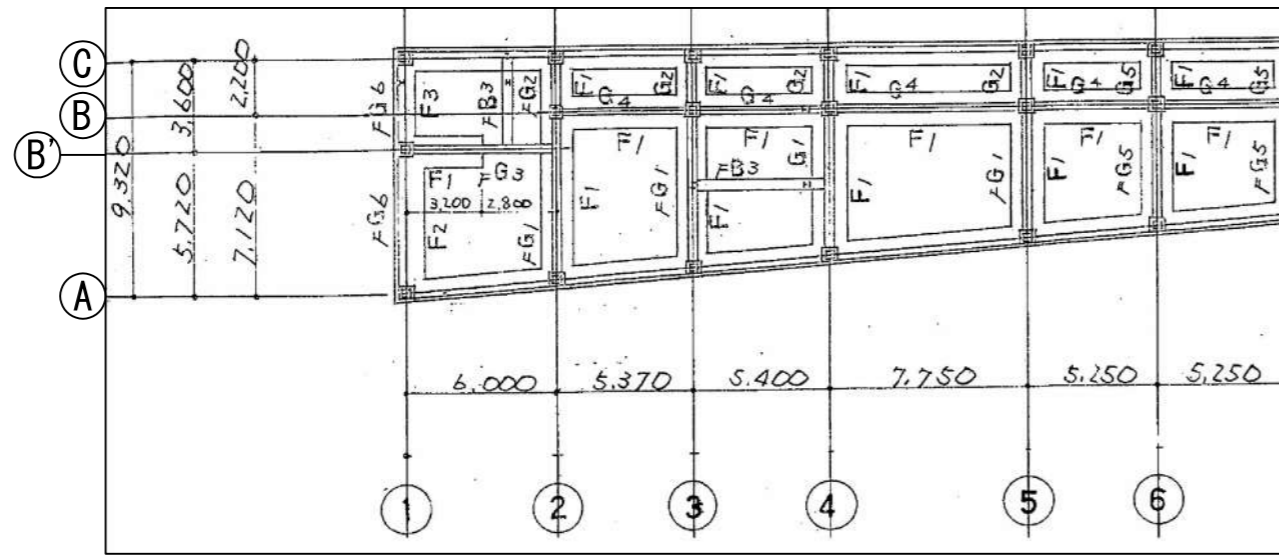 C
B
B'
A
9,320
3,600
5,720
2,200
7,120
FG6
FG6
F3
FB3
FG2
F1
FG3
3,200
2,800
F2
FG1
F1
G2
G4
F1
FG1
F1
F1
G2
G4
F1
G1
FB3
F1
F1
G2
G4
F1
FG1
F1
F1
G4
G5
F1
FG5
F1
F1
G4
G5
F1
FG5
F1
6,000
5,370
5,400
7,750
5,250
5,250
1
2
3
4
5
6